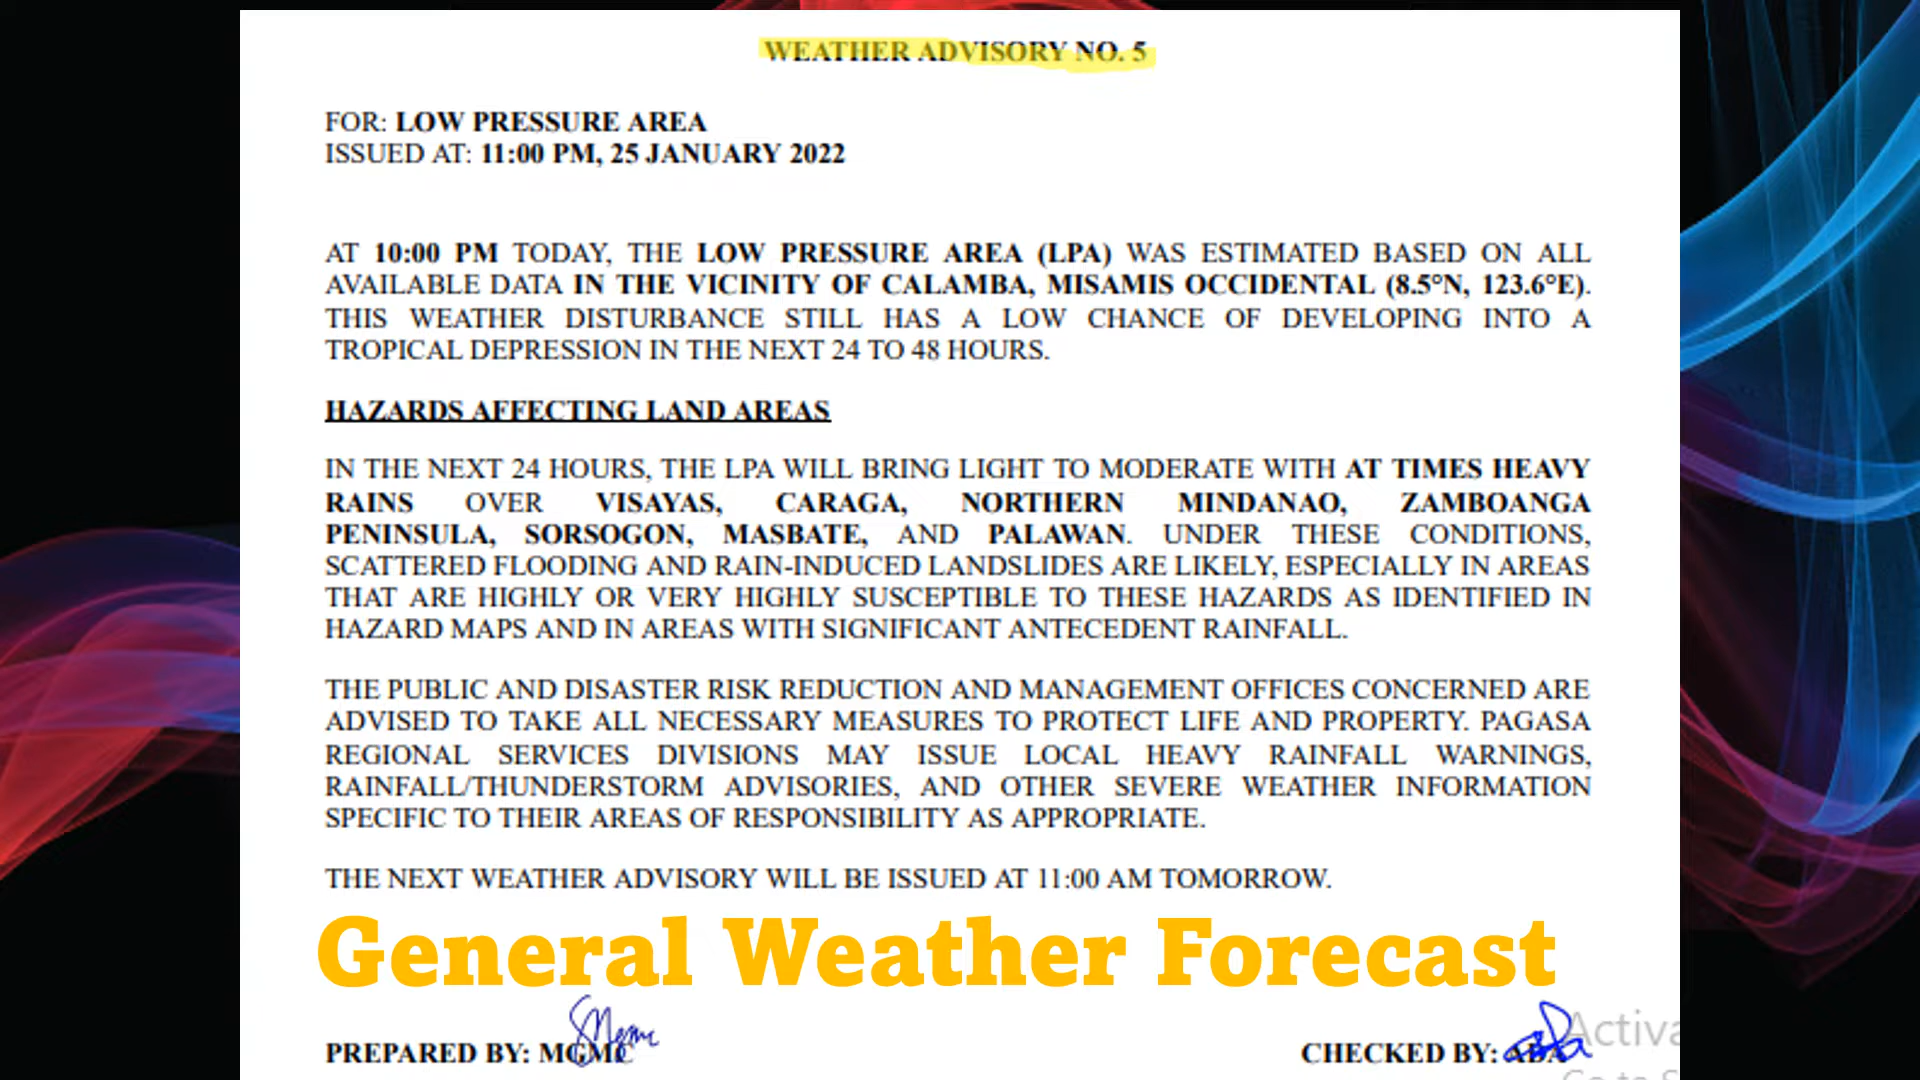 WEATHER ADVISORY NO. 5
FOR: LOW PRESSURE AREA
ISSUED AT: 11:00 PM, 25 JANUARY 2022
AT 10:00 PM TODAY, THE LOW PRESSURE AREA (LPA) WAS ESTIMATED BASED ON ALL
AVAILABLE DATA IN THE VICINITY OF CALAMBA, MISAMIS OCCIDENTAL (8.5°N, 123.6°E).
THIS WEATHER DISTURBANCE STILL HAS A LOW CHANCE OF DEVELOPING INTO A
TROPICAL DEPRESSION IN THE NEXT 24 TO 48 HOURS.
HAZARDS AFFECTING LAND AREAS
IN THE NEXT 24 HOURS, THE LPA WILL BRING LIGHT TO MODERATE WITH AT TIMES HEAVY
RAINS OVER VISAYAS, CARAGA, NORTHERN MINDANAO, ZAMBOANGA
PENINSULA, SORSOGON, MASBATE, AND PALAWAN. UNDER THESE CONDITIONS,
SCATTERED FLOODING AND RAIN-INDUCED LANDSLIDES ARE LIKELY, ESPECIALLY IN AREAS
THAT ARE HIGHLY OR VERY HIGHLY SUSCEPTIBLE TO THESE HAZARDS AS IDENTIFIED IN
HAZARD MAPS AND IN AREAS WITH SIGNIFICANT ANTECEDENT RAINFALL.
THE PUBLIC AND DISASTER RISK REDUCTION AND MANAGEMENT OFFICES CONCERNED ARE
ADVISED TO TAKE ALL NECESSARY MEASURES TO PROTECT LIFE AND PROPERTY. PAGASA
REGIONAL SERVICES DIVISIONS MAY ISSUE LOCAL HEAVY RAINFALL WARNINGS,
RAINFALL/THUNDERSTORM ADVISORIES, AND OTHER SEVERE WEATHER INFORMATION
SPECIFIC TO THEIR AREAS OF RESPONSIBILITY AS APPROPRIATE.
THE NEXT WEATHER ADVISORY WILL BE ISSUED AT 11:00 AM TOMORROW.
General Weather Forecast
PREPARED BY: MGMC
CHECKED BY: ADA
Activa